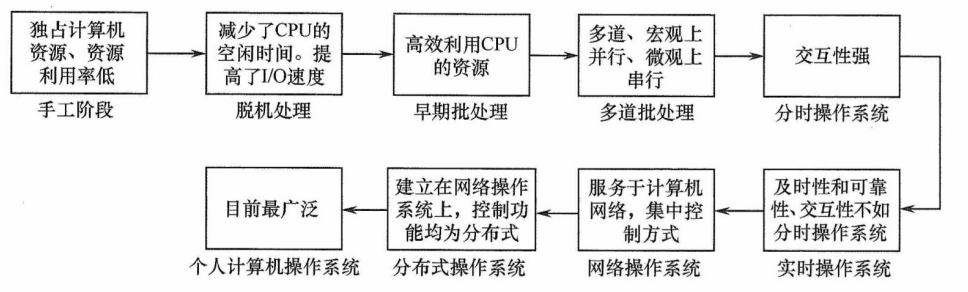 独占计算机
资源、资源
利用率低
手工阶段
减少了CPU的
空闲时间。提
高了I/O速度
脱机处理
高效利用CPU
的资源
早期批处理
多道、宏观上
并行、微观上
串行
多道批处理
交互性强
分时操作系统
及时性和可靠
性、交互性不如
分时操作系统
实时操作系统
服务于计算机
网络，集中控
制方式
网络操作系统
建立在网络操作
系统上，控制功
能均为分布式
分布式操作系统
目前最广泛
个人计算机操作系统